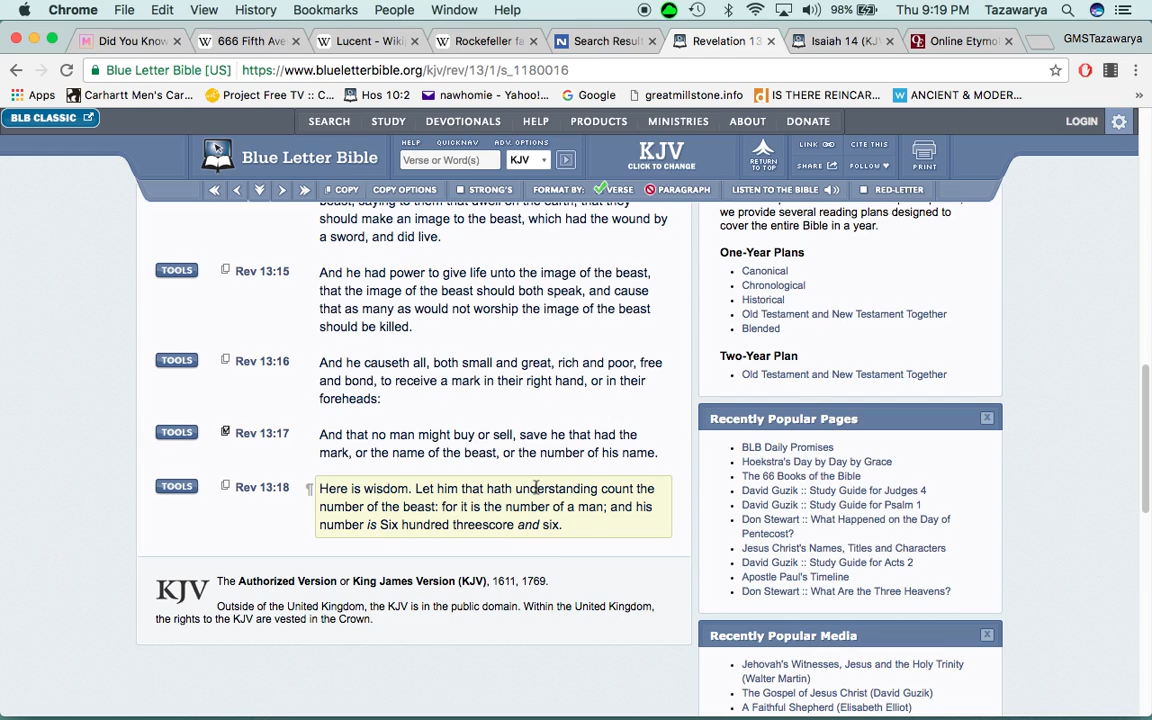 Chrome File Edit View History Bookmarks People Window Help 98% Thu 9:19 PM Tazawarya
Did You Know 666 Fifth Ave Lucent - Wiki Rockefeller fa Search Result Revelation 13 Isaiah 14 (KJV Online Etymol GMSTazawarya
Blue Letter Bible [US] https://www.blueletterbible.org/kjv/rev/13/1/s_1180016
Apps Carhartt Men's Car... Project Free TV :: C... Hos 10:2 nawhomie - Yahoo!... Google greatmillstone.info IS THERE REINCAR... ANCIENT & MODER... »
BLB CLASSIC SEARCH STUDY DEVOTIONALS HELP PRODUCTS MINISTRIES ABOUT DONATE LOGIN
HELP QUICKNAV ADV. OPTIONS
Blue Letter Bible Verse or Word(s) KJV
KJV
CLICK TO CHANGE
RETURN
TO TOP
LINK CITE THIS
SHARE FOLLOW
PRINT
COPY COPY OPTIONS STRONG'S FORMAT BY: VERSE PARAGRAPH LISTEN TO THE BIBLE RED-LETTER
beast, saying to them that dwell on the earth, that they
should make an image to the beast, which had the wound by
a sword, and did live.
TOOLS Rev 13:15 And he had power to give life unto the image of the beast,
that the image of the beast should both speak, and cause
that as many as would not worship the image of the beast
should be killed.
TOOLS Rev 13:16 And he causeth all, both small and great, rich and poor, free
and bond, to receive a mark in their right hand, or in their
foreheads:
TOOLS Rev 13:17 And that no man might buy or sell, save he that had the
mark, or the name of the beast, or the number of his name.
TOOLS Rev 13:18 ¶ Here is wisdom. Let him that hath understanding count the
number of the beast: for it is the number of a man; and his
number is Six hundred threescore and six.
KJV The Authorized Version or King James Version (KJV), 1611, 1769.
Outside of the United Kingdom, the KJV is in the public domain. Within the United Kingdom,
the rights to the KJV are vested in the Crown.
we provide several reading plans designed to
cover the entire Bible in a year.
One-Year Plans
• Canonical
• Chronological
• Historical
• Old Testament and New Testament Together
• Blended
Two-Year Plan
• Old Testament and New Testament Together
Recently Popular Pages
• BLB Daily Promises
• Hoekstra's Day by Day by Grace
• The 66 Books of the Bible
• David Guzik :: Study Guide for Judges 4
• David Guzik :: Study Guide for Psalm 1
• Don Stewart :: What Happened on the Day of
Pentecost?
• Jesus Christ's Names, Titles and Characters
• David Guzik :: Study Guide for Acts 2
• Apostle Paul's Timeline
• Don Stewart :: What Are the Three Heavens?
Recently Popular Media
• Jehovah's Witnesses, Jesus and the Holy Trinity
(Walter Martin)
• The Gospel of Jesus Christ (David Guzik)
• A Faithful Shepherd (Elisabeth Elliot)